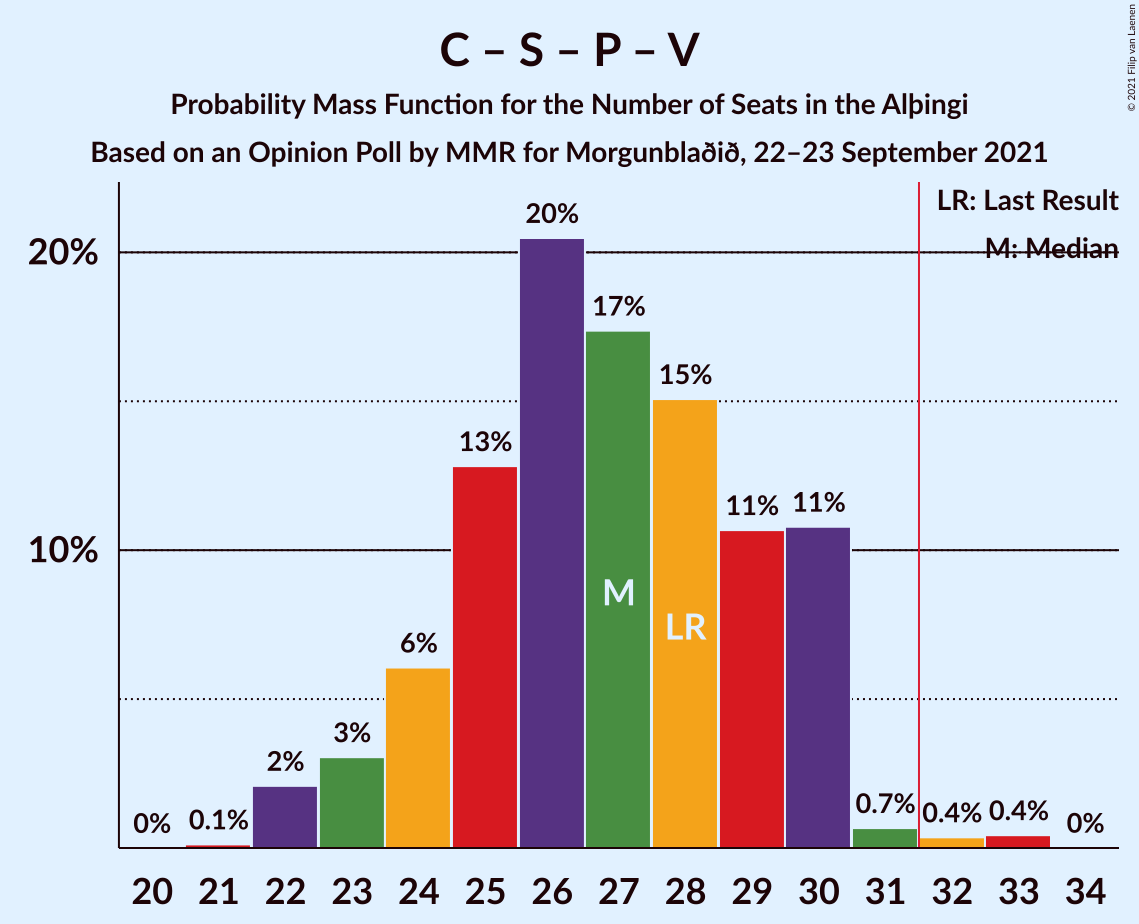 C – S – P – V
Probability Mass Function for the Number of Seats in the Alþingi
Based on an Opinion Poll by MMR for Morgunblaðið, 22–23 September 2021
© 2021 Filip van Laenen
LR: Last Result
M: Median
20%
10%
0%
0.1%
2%
3%
6%
13%
20%
17%
15%
11%
11%
0.7%
0.4%
0.4%
0%
M
LR
20 21 22 23 24 25 26 27 28 29 30 31 32 33 34